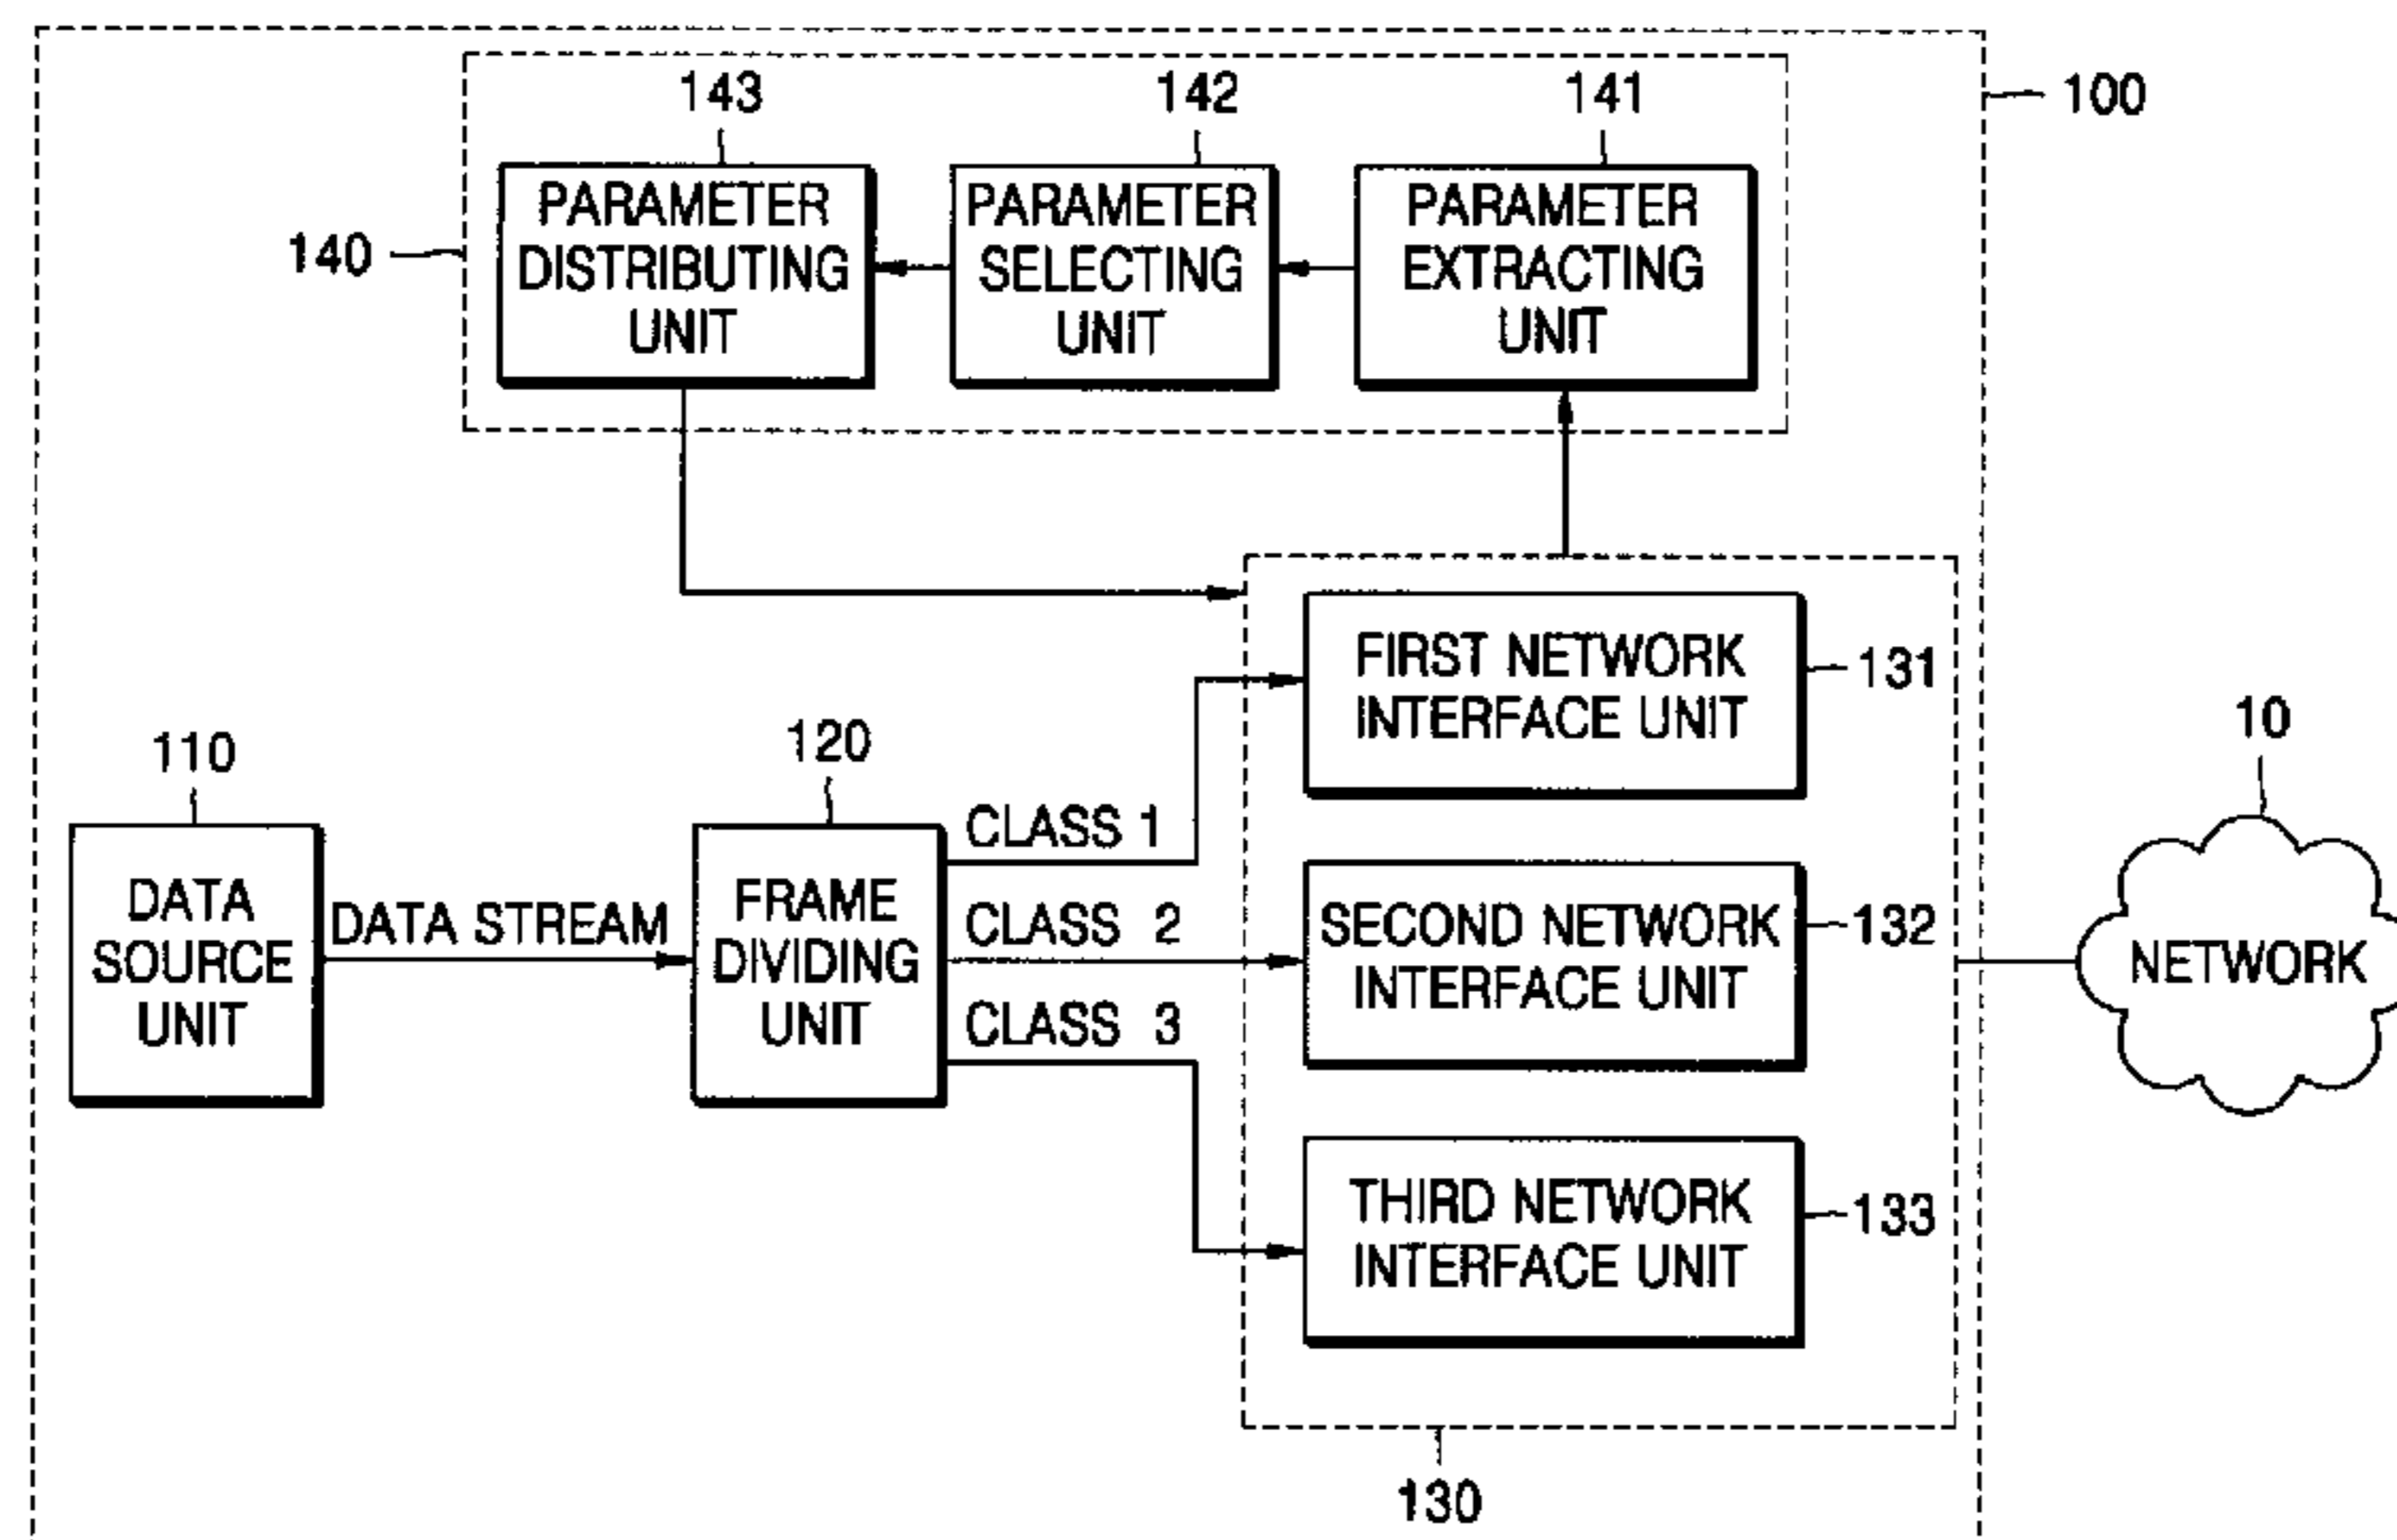 143
142
141
100
PARAMETER
DISTRIBUTING
UNIT
PARAMETER
SELECTING
UNIT
PARAMETER
EXTRACTING
UNIT
140
FIRST NETWORK
INTERFACE UNIT
131
110
120
10
DATA
SOURCE
UNIT
DATA STREAM
FRAME
DIVIDING
UNIT
CLASS 1
CLASS 2
CLASS 3
SECOND NETWORK
INTERFACE UNIT
132
NETWORK
THIRD NETWORK
INTERFACE UNIT
133
130